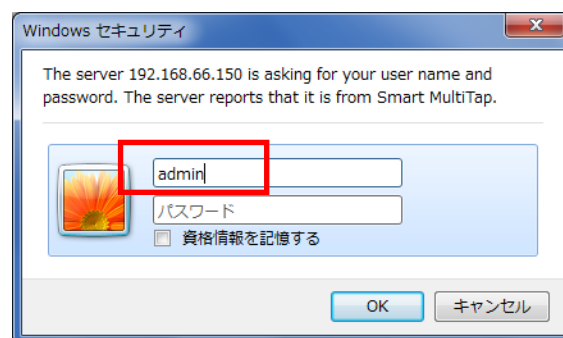 Windows セキュリティ
The server 192.168.66.150 is asking for your user name and
password. The server reports that it is from Smart MultiTap.
admin
パスワード
資格情報を記憶する
OK キャンセル